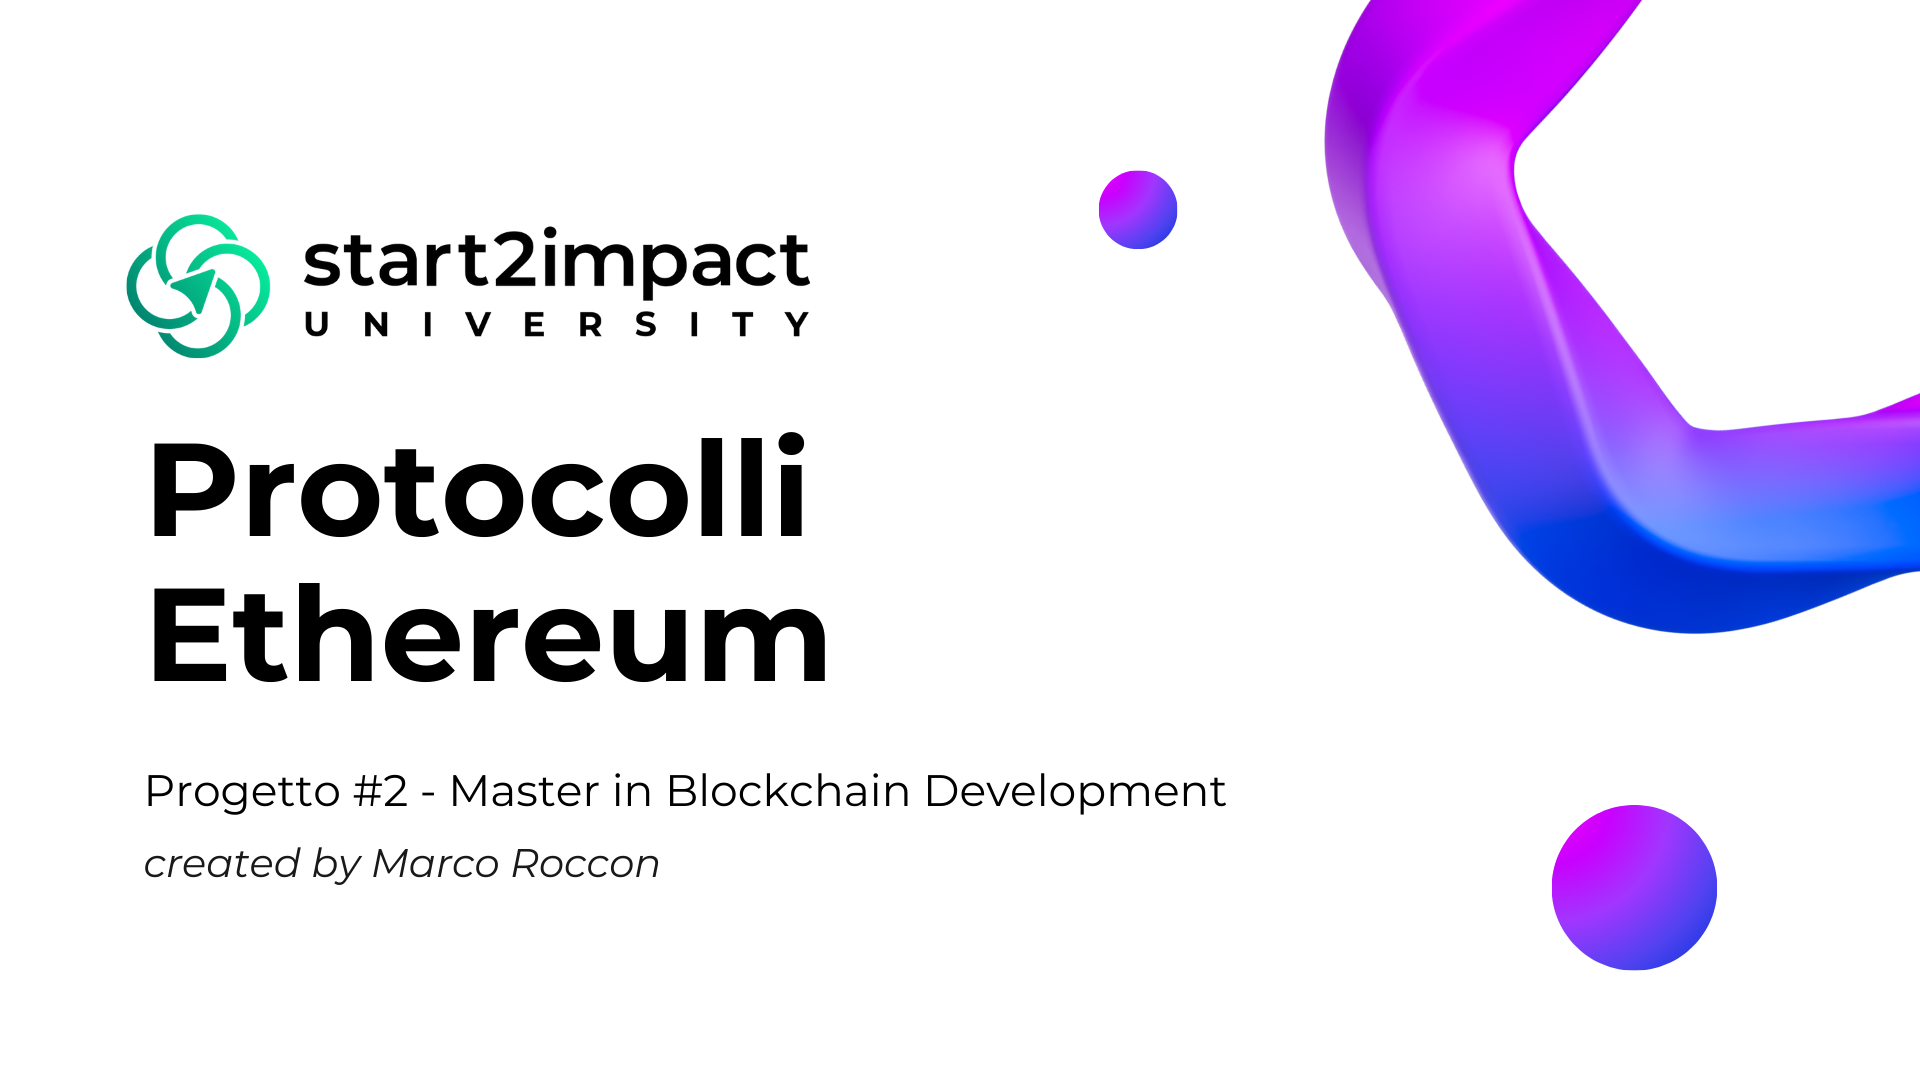 start2impact
UNIVERSITY
Protocolli
Ethereum
Progetto #2 - Master in Blockchain Development
created by Marco Roccon